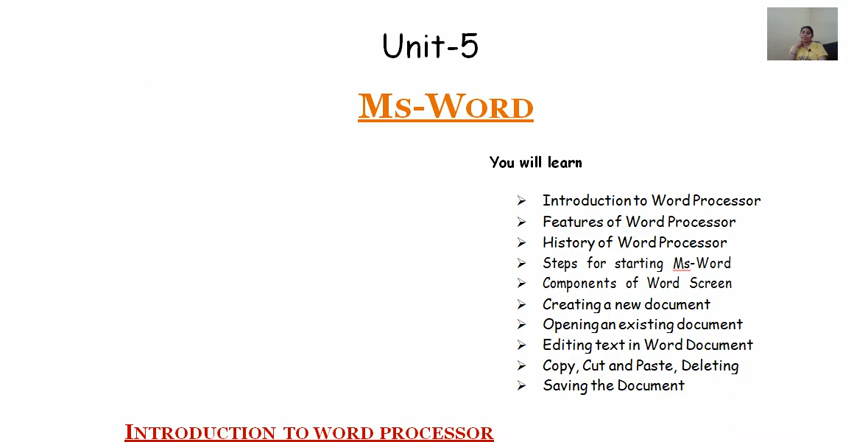 Unit-5
Ms-Word
You will learn
➢ Introduction to Word Processor
➢ Features of Word Processor
➢ History of Word Processor
➢ Steps for starting Ms-Word
➢ Components of Word Screen
➢ Creating a new document
➢ Opening an existing document
➢ Editing text in Word Document
➢ Copy, Cut and Paste, Deleting
➢ Saving the Document
INTRODUCTION TO WORD PROCESSOR